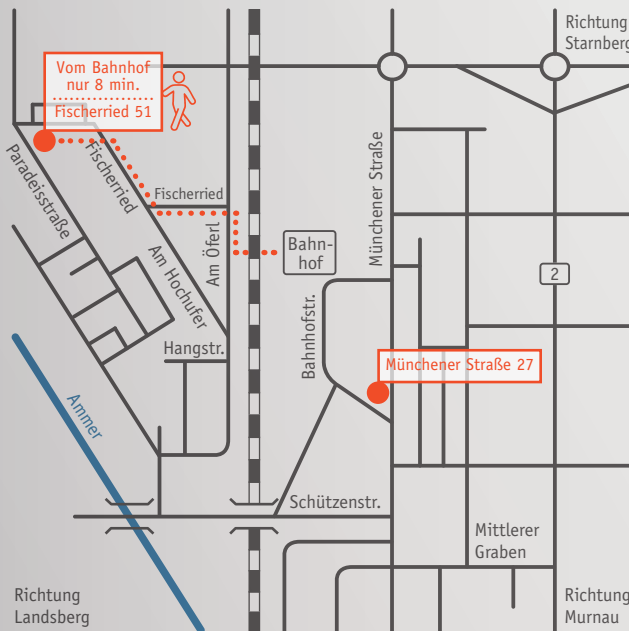 Richtung
Starnberg
Vom Bahnhof
nur 8 min.
Fischerried 51
Paradeisstraße
Fischerried
Fischerried
Am Hochufer
Am Öferl
Münchener Straße
Bahn-
hof
2
Bahnhofstr.
Hangstr.
Münchener Straße 27
Ammer
Schützenstr.
Mittlerer
Graben
Richtung
Landsberg
Richtung
Murnau